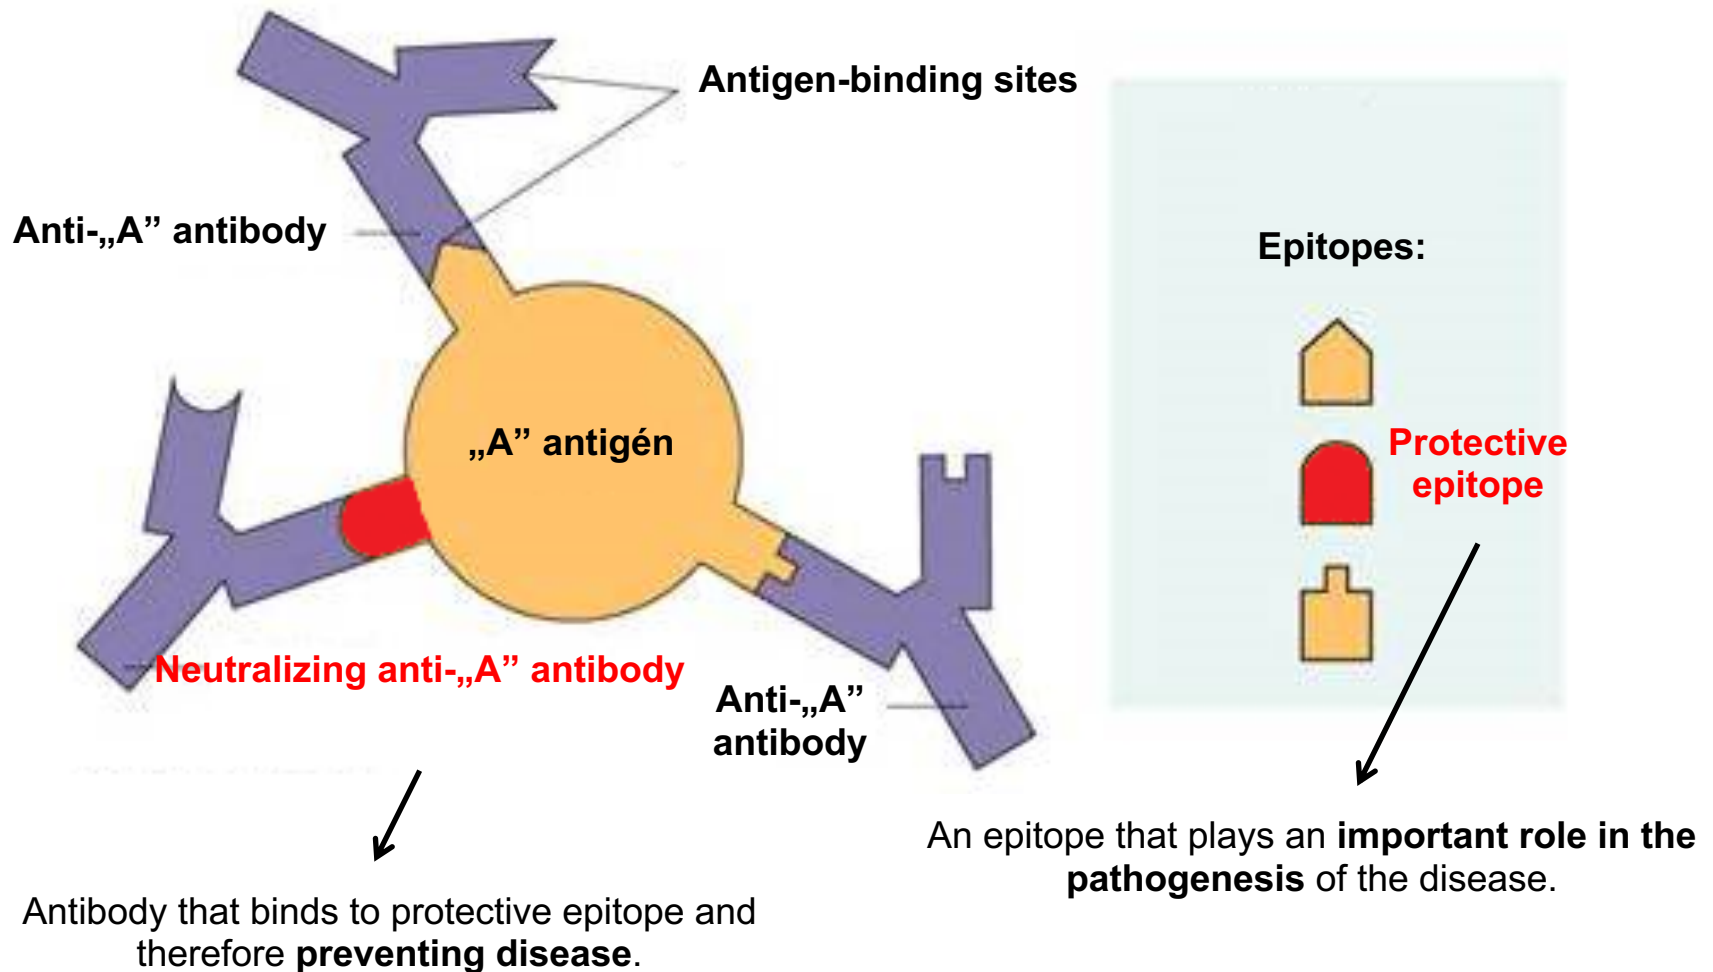 Antigen-binding sites
Anti-„A” antibody
Epitopes:
„A” antigén
Protective
epitope
Neutralizing anti-„A” antibody
Anti-„A”
antibody
An epitope that plays an important role in the
pathogenesis of the disease.
Antibody that binds to protective epitope and
therefore preventing disease.